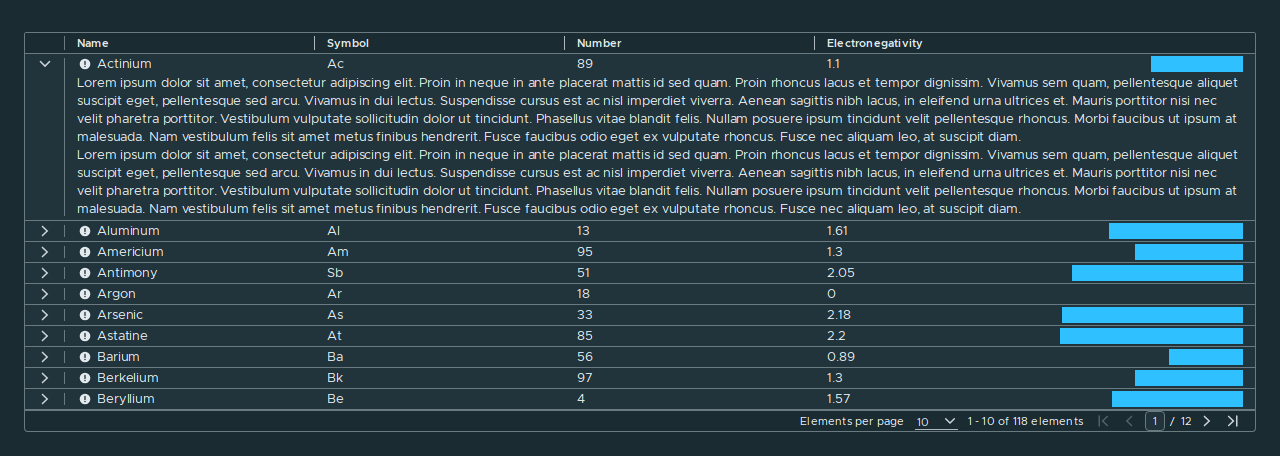 Name Symbol Number Electronegativity
Actinium Ac 89 1.1
Lorem ipsum dolor sit amet, consectetur adipiscing elit. Proin in neque in ante placerat mattis id sed quam. Proin rhoncus lacus et tempor dignissim. Vivamus sem quam, pellentesque aliquet
suscipit eget, pellentesque sed arcu. Vivamus in dui lectus. Suspendisse cursus est ac nisl imperdiet viverra. Aenean sagittis nibh lacus, in eleifend urna ultrices et. Mauris porttitor nisi nec
velit pharetra porttitor. Vestibulum vulputate sollicitudin dolor ut tincidunt. Phasellus vitae blandit felis. Nullam posuere ipsum tincidunt velit pellentesque rhoncus. Morbi faucibus ut ipsum at
malesuada. Nam vestibulum felis sit amet metus finibus hendrerit. Fusce faucibus odio eget ex vulputate rhoncus. Fusce nec aliquam leo, at suscipit diam.
Lorem ipsum dolor sit amet, consectetur adipiscing elit. Proin in neque in ante placerat mattis id sed quam. Proin rhoncus lacus et tempor dignissim. Vivamus sem quam, pellentesque aliquet
suscipit eget, pellentesque sed arcu. Vivamus in dui lectus. Suspendisse cursus est ac nisl imperdiet viverra. Aenean sagittis nibh lacus, in eleifend urna ultrices et. Mauris porttitor nisi nec
velit pharetra porttitor. Vestibulum vulputate sollicitudin dolor ut tincidunt. Phasellus vitae blandit felis. Nullam posuere ipsum tincidunt velit pellentesque rhoncus. Morbi faucibus ut ipsum at
malesuada. Nam vestibulum felis sit amet metus finibus hendrerit. Fusce faucibus odio eget ex vulputate rhoncus. Fusce nec aliquam leo, at suscipit diam.
Aluminum Al 13 1.61
Americium Am 95 1.3
Antimony Sb 51 2.05
Argon Ar 18 0
Arsenic As 33 2.18
Astatine At 85 2.2
Barium Ba 56 0.89
Berkelium Bk 97 1.3
Beryllium Be 4 1.57
Elements per page 10 1 - 10 of 118 elements 1 / 12